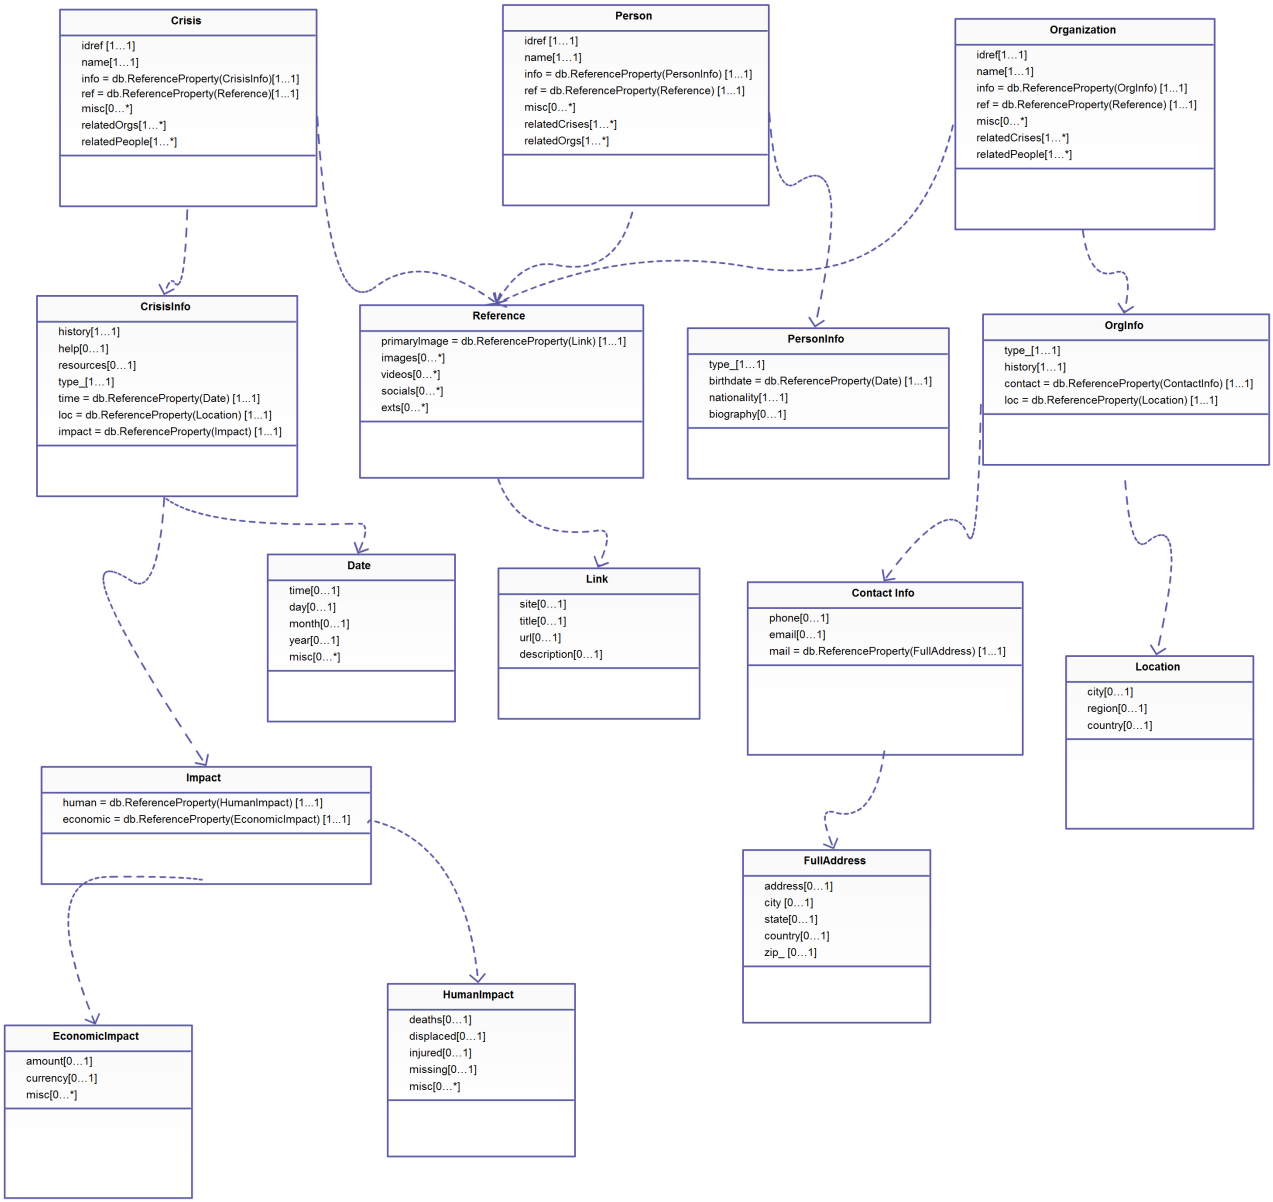 Crisis
idref [1...1]
name[1...1]
info = db.ReferenceProperty(CrisisInfo)[1...1]
ref = db.ReferenceProperty(Reference)[1...1]
misc[0...*]
relatedOrgs[1...*]
relatedPeople[1...*]
Person
idref [1...1]
name[1...1]
info = db.ReferenceProperty(PersonInfo) [1...1]
ref = db.ReferenceProperty(Reference) [1...1]
misc[0...*]
relatedCrises[1...*]
relatedOrgs[1...*]
Organization
idref[1...1]
name[1...1]
info = db.ReferenceProperty(OrgInfo) [1...1]
ref = db.ReferenceProperty(Reference) [1...1]
misc[0...*]
relatedCrises[1...*]
relatedPeople[1...*]
CrisisInfo
history[1...1]
help[0...1]
resources[0...1]
type_[1...1]
time = db.ReferenceProperty(Date) [1...1]
loc = db.ReferenceProperty(Location) [1...1]
impact = db.ReferenceProperty(Impact) [1...1]
Reference
primaryImage = db.ReferenceProperty(Link) [1...1]
images[0...*]
videos[0...*]
socials[0...*]
exts[0...*]
PersonInfo
type_[1...1]
birthdate = db.ReferenceProperty(Date) [1...1]
nationality[1...1]
biography[0...1]
OrgInfo
type_[1...1]
history[1...1]
contact = db.ReferenceProperty(ContactInfo) [1...1]
loc = db.ReferenceProperty(Location) [1...1]
Date
time[0...1]
day[0...1]
month[0...1]
year[0...1]
misc[0...*]
Link
site[0...1]
title[0...1]
url[0...1]
description[0...1]
Contact Info
phone[0...1]
email[0...1]
mail = db.ReferenceProperty(FullAddress) [1...1]
Location
city[0...1]
region[0...1]
country[0...1]
Impact
human = db.ReferenceProperty(HumanImpact) [1...1]
economic = db.ReferenceProperty(EconomicImpact) [1...1]
FullAddress
address[0...1]
city [0...1]
state[0...1]
country[0...1]
zip_ [0...1]
HumanImpact
deaths[0...1]
displaced[0...1]
injured[0...1]
missing[0...1]
misc[0...*]
EconomicImpact
amount[0...1]
currency[0...1]
misc[0...*]